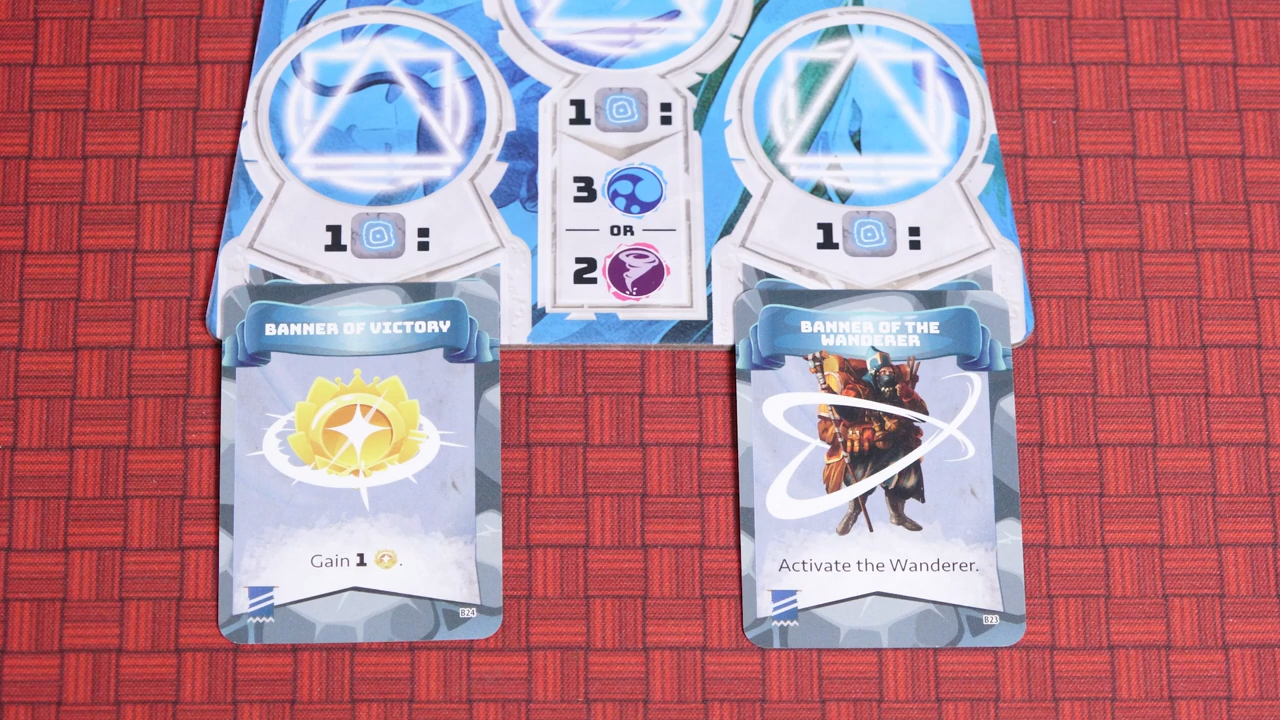 1 :
3
OR
2
1 :
1 :
BANNER OF VICTORY
Gain 1 .
B24
BANNER OF THE
WANDERER
Activate the Wanderer.
B23